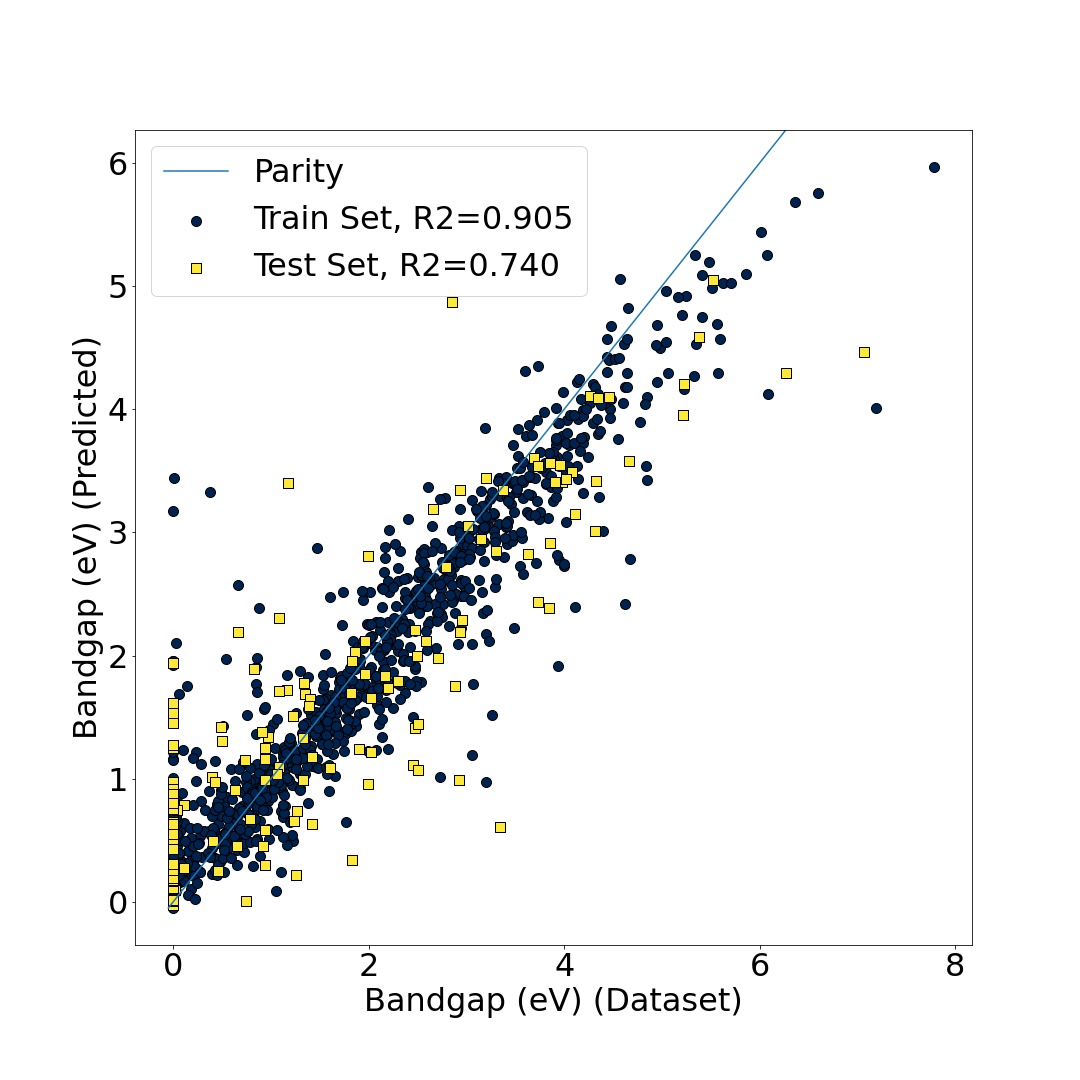 Parity
Train Set, R2=0.905
Test Set, R2=0.740
6
5
4
3
2
1
0
Bandgap (eV) (Predicted)
0 2 4 6 8
Bandgap (eV) (Dataset)